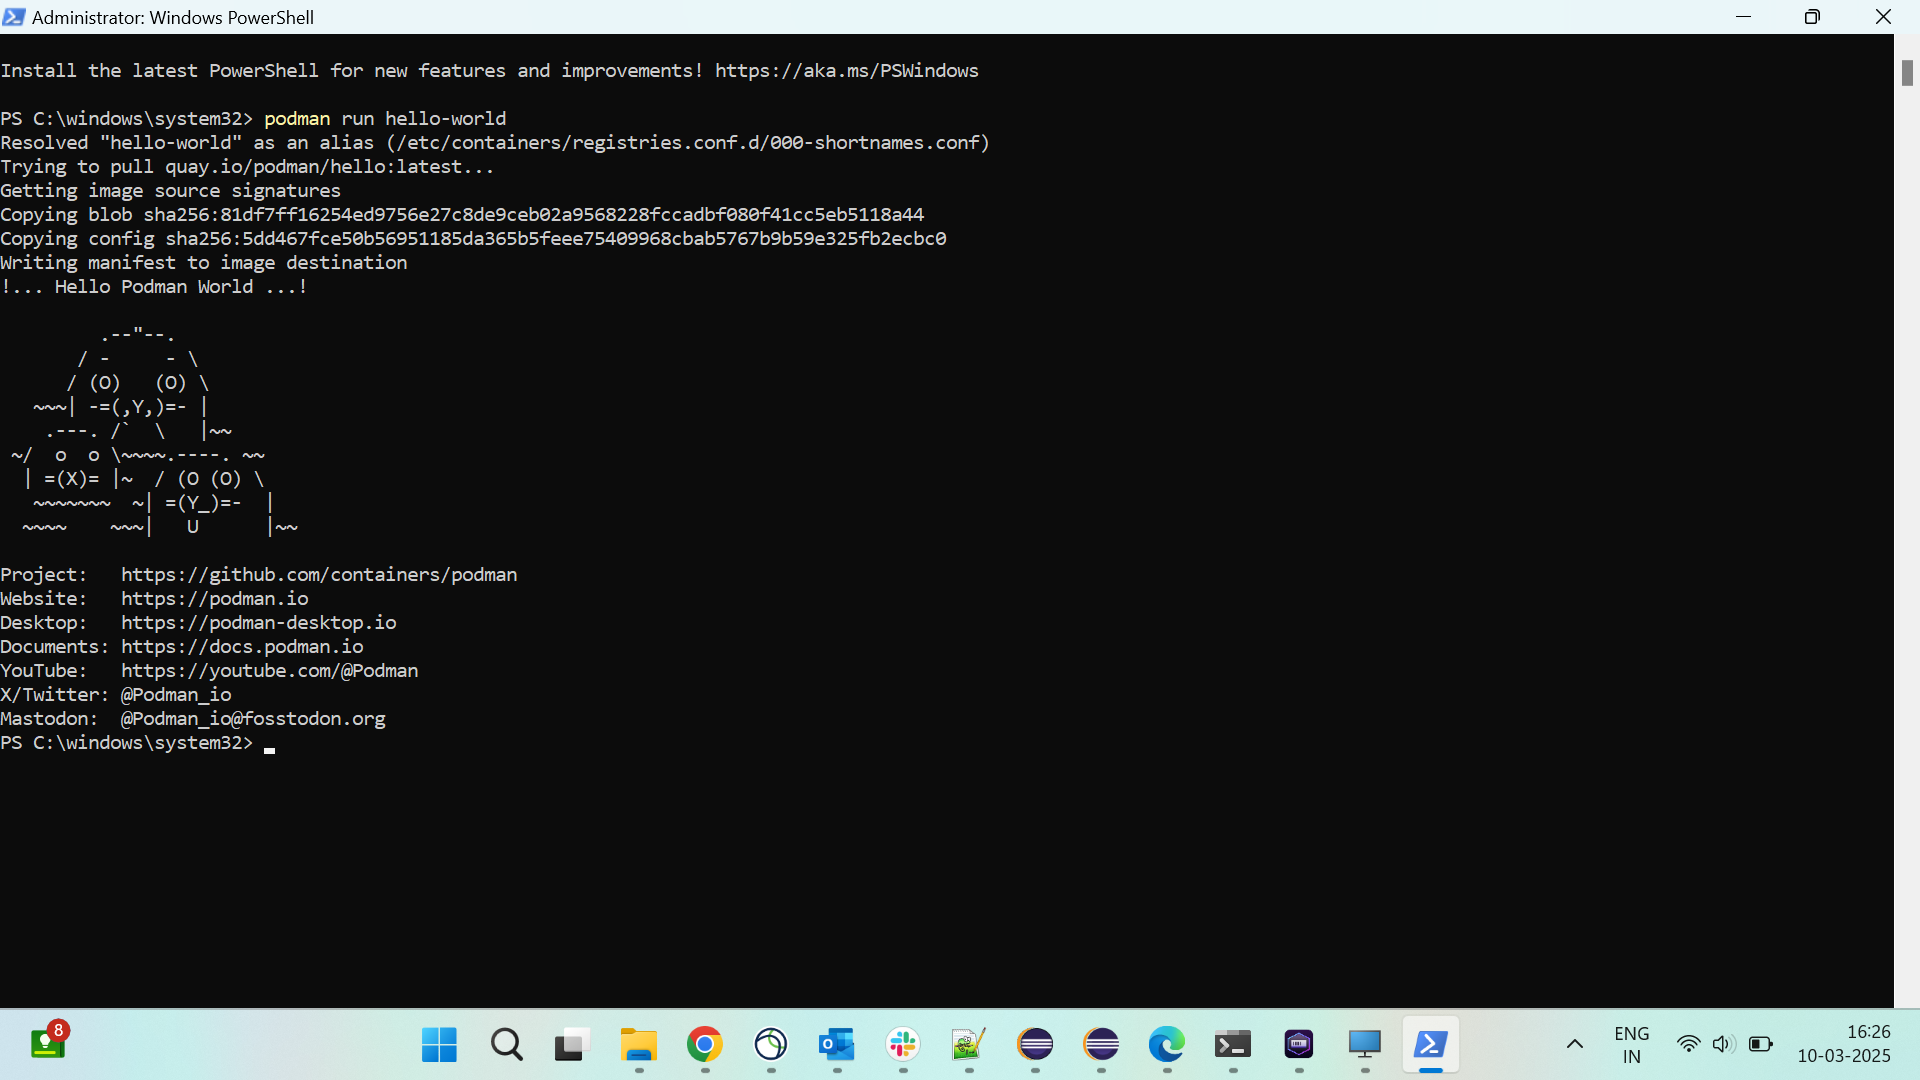 Administrator: Windows PowerShell
Install the latest PowerShell for new features and improvements! https://aka.ms/PSWindows
PS C:\windows\system32> podman run hello-world
Resolved "hello-world" as an alias (/etc/containers/registries.conf.d/000-shortnames.conf)
Trying to pull quay.io/podman/hello:latest...
Getting image source signatures
Copying blob sha256:81df7ff16254ed9756e27c8de9ceb02a9568228fccadbf080f41cc5eb5118a44
Copying config sha256:5dd467fce50b56951185da365b5feee75409968cbab5767b9b59e325fb2ecbc0
Writing manifest to image destination
!... Hello Podman World ...!
         .--"--.
       / -     - \
      / (O)   (O) \
   ~~~| -=(,Y,)=- |
    .---. /`  \   |~~
 ~/  o  o \~~~~.----. ~~
  | =(X)= |~  / (O (O) \
   ~~~~~~~  ~| =(Y_)=-  |
  ~~~~    ~~~|   U      |~~
Project:   https://github.com/containers/podman
Website:   https://podman.io
Desktop:   https://podman-desktop.io
Documents: https://docs.podman.io
YouTube:   https://youtube.com/@Podman
X/Twitter: @Podman_io
Mastodon:  @Podman_io@fosstodon.org
PS C:\windows\system32>
8
ENG
IN
16:26
10-03-2025